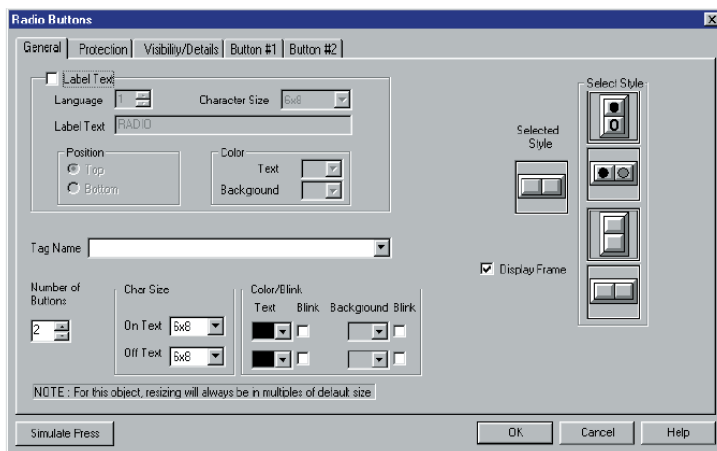 Radio Buttons
General Protection Visibility/Details Button #1 Button #2
Label Text
Language 1 Character Size 6x8
Label Text RADIO
Position
Top
Bottom
Color
Text
Background
Selected
Style
Select Style
0
Tag Name
Display Frame
Number of
Buttons
2
Char Size
On Text 6x8
Off Text 6x8
Color/Blink
Text Blink Background Blink
NOTE : For this object, resizing will always be in multiples of default size
Simulate Press OK Cancel Help